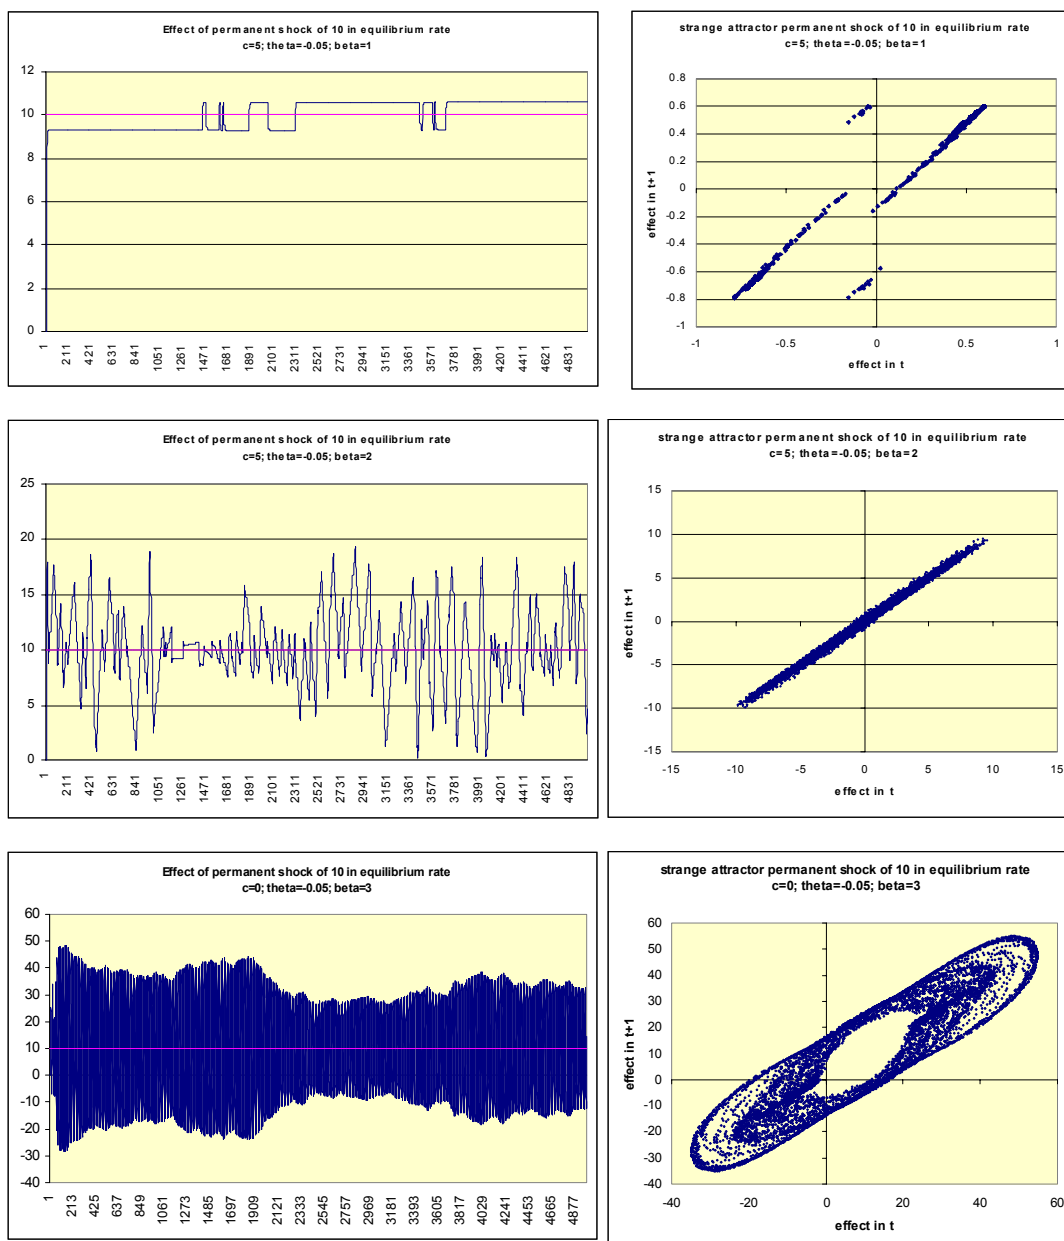 Effect of permanent shock of 10 in equilibrium rate
c=5; theta=-0.05; beta=1
12
10
8
6
4
2
0
1 211 421 631 841 1051 1261 1471 1681 1891 2101 2311 2521 2731 2941 3151 3361 3571 3781 3991 4201 4411 4621 4831
strange attractor permanent shock of 10 in equilibrium rate
c=5; theta=-0.05; beta=1
0.8
0.6
0.4
0.2
0
-0.2
-0.4
-0.6
-0.8
-1
-1 -0.5 0 0.5 1
effect in t+1
effect in t
Effect of permanent shock of 10 in equilibrium rate
c=5; theta=-0.05; beta=2
25
20
15
10
5
0
1 211 421 631 841 1051 1261 1471 1681 1891 2101 2311 2521 2731 2941 3151 3361 3571 3781 3991 4201 4411 4621 4831
strange attractor permanent shock of 10 in equilibrium rate
c=5; theta=-0.05; beta=2
15
10
5
0
-5
-10
-15
-15 -10 -5 0 5 10 15
effect in t+1
effect in t
Effect of permanent shock of 10 in equilibrium rate
c=0; theta=-0.05; beta=3
60
50
40
30
20
10
0
-10
-20
-30
-40
1 213 425 637 849 1061 1273 1485 1697 1909 2121 2333 2545 2757 2969 3181 3393 3605 3817 4029 4241 4453 4665 4877
strange attractor permanent shock of 10 in equilibrium rate
c=0; theta=-0.05; beta=3
60
50
40
30
20
10
0
-10
-20
-30
-40
-40 -20 0 20 40 60
effect in t+1
effect in t